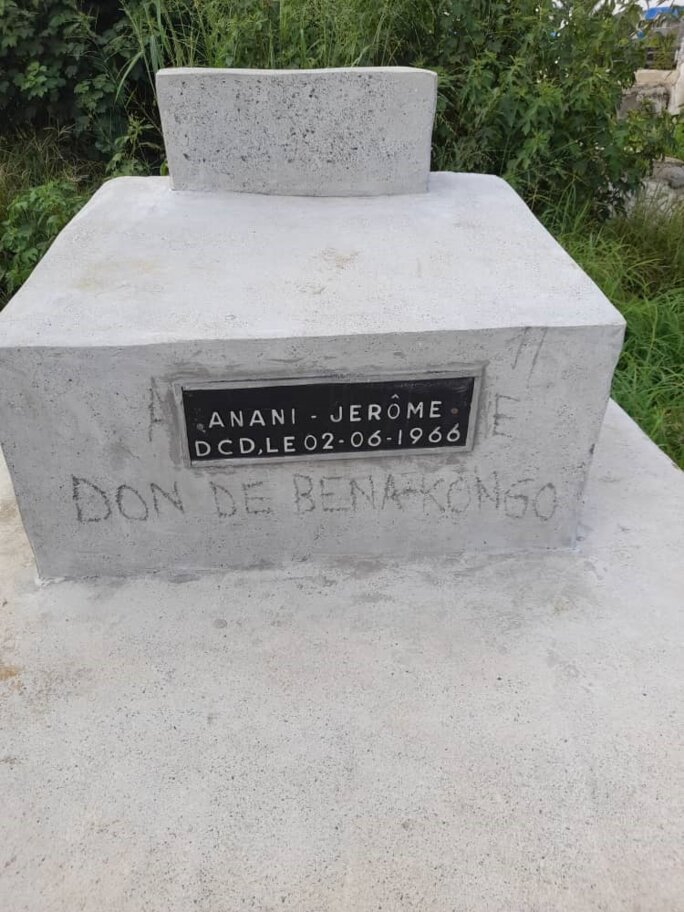 ANANI - JERÔME
DCD, LE 02-06-1966
DON DE BENA-KONGO